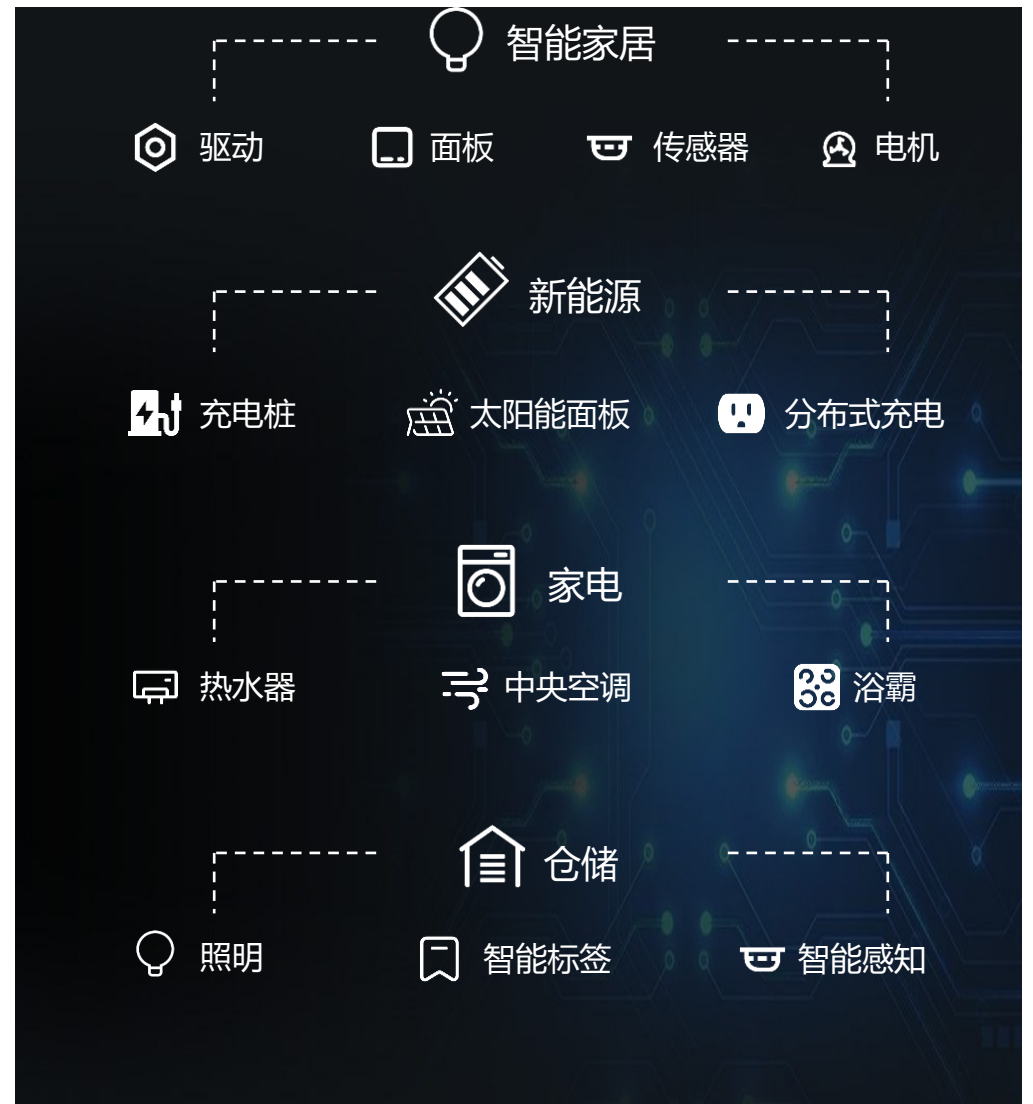 智能家居
驱动 面板 传感器 电机
新能源
充电桩 太阳能面板 分布式充电
家电
热水器 中央空调 浴霸
仓储
照明 智能标签 智能感知